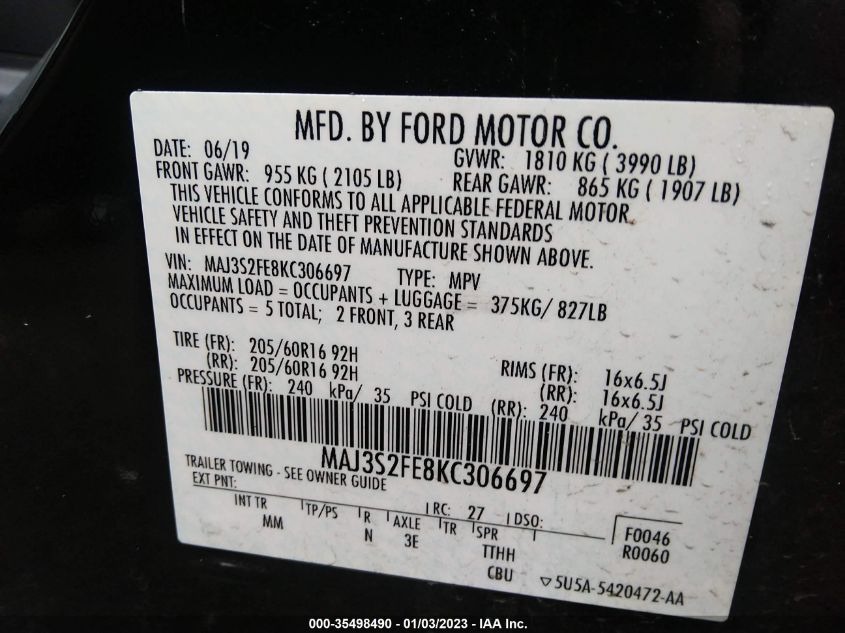 MFD. BY FORD MOTOR CO.
DATE: 06/19 GVWR: 1810 KG ( 3990 LB)
FRONT GAWR: 955 KG ( 2105 LB) REAR GAWR: 865 KG ( 1907 LB)
THIS VEHICLE CONFORMS TO ALL APPLICABLE FEDERAL MOTOR
VEHICLE SAFETY AND THEFT PREVENTION STANDARDS
IN EFFECT ON THE DATE OF MANUFACTURE SHOWN ABOVE.
VIN: MAJ3S2FE8KC306697 TYPE: MPV
MAXIMUM LOAD = OCCUPANTS + LUGGAGE = 375KG/ 827LB
OCCUPANTS = 5 TOTAL; 2 FRONT, 3 REAR
TIRE (FR): 205/60R16 92H RIMS (FR): 16x6.5J
(RR): 205/60R16 92H (RR): 16x6.5J
PRESSURE (FR): 240 kPa/ 35 PSI COLD (RR): 240 kPa/ 35 PSI COLD
MAJ3S2FE8KC306697
TRAILER TOWING - SEE OWNER GUIDE
EXT PNT: RC: 27 DSO: F0046
INT TR TP/PS R AXLE TR SPR R0060
MM N 3E TTHH
CBU ▽5U5A-5420472-AA
000-35498490 - 01/03/2023 - IAA Inc.